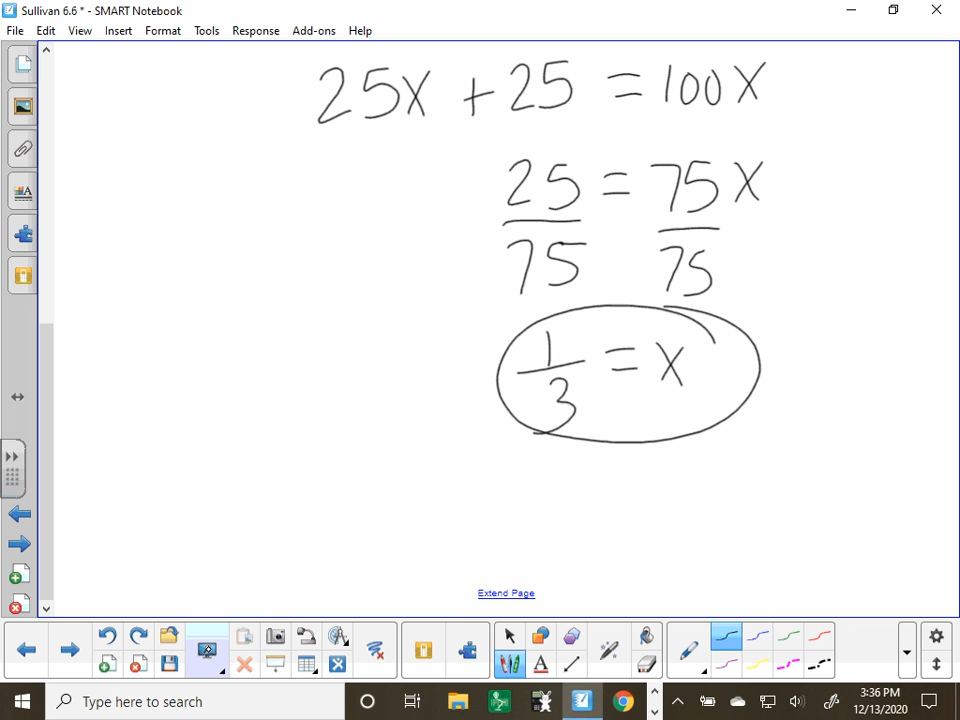 Sullivan 6.6 * - SMART Notebook
File Edit View Insert Format Tools Response Add-ons Help
25x + 25 = 100x
25 = 75x
75 75
1/3 = x
Extend Page
Type here to search
3:36 PM
12/13/2020